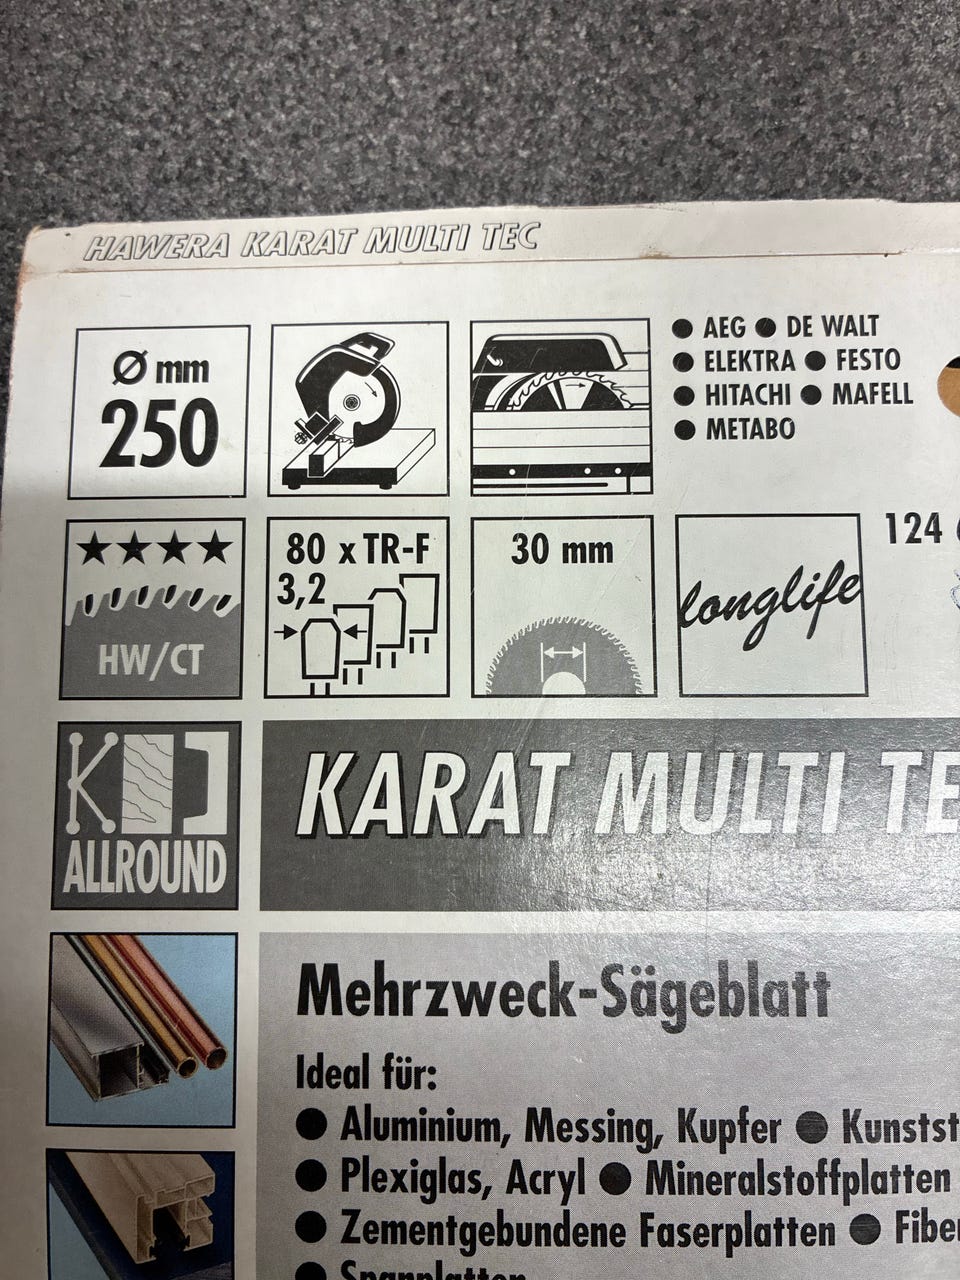 HAWERA KARAT MULTI TEC
Ø mm
250
● AEG ● DE WALT
● ELEKTRA ● FESTO
● HITACHI ● MAFELL
● METABO
★★★★
HW/CT
80 x TR-F
3,2
30 mm
longlife
124
K
ALLROUND
KARAT MULTI TE
Mehrzweck-Sägeblatt
Ideal für:
● Aluminium, Messing, Kupfer ● Kunstst
● Plexiglas, Acryl ● Mineralstoffplatten
● Zementgebundene Faserplatten ● Fibe
● Spanplatten